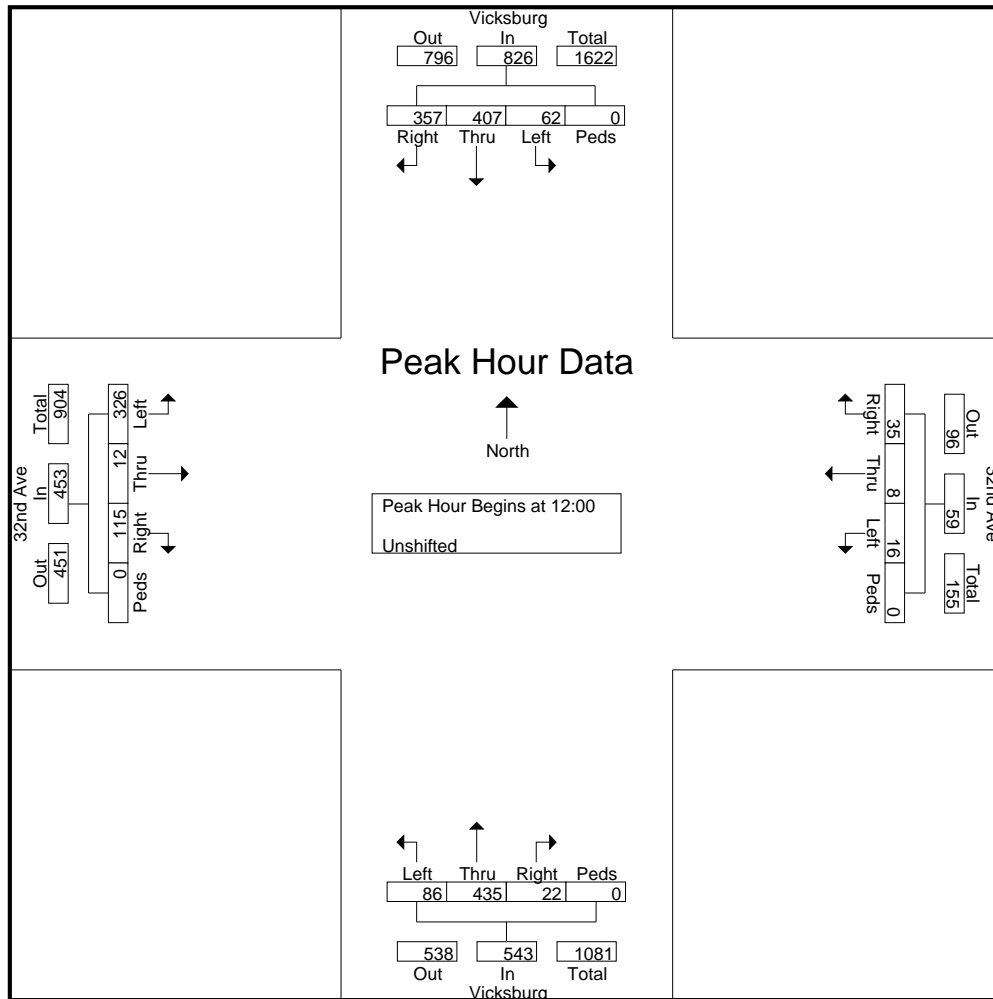 Vicksburg
Out In Total
796 826 1622
357 407 62 0
Right Thru Left Peds
Peak Hour Data
North
Peak Hour Begins at 12:00
Unshifted
32nd Ave
Total In Out
904 453 451
326 12 115 0
Left Thru Right Peds
32nd Ave
Out In Total
96 59 155
35 8 16 0
Right Thru Left Peds
Left Thru Right Peds
86 435 22 0
538 543 1081
Out In Total
Vicksburg